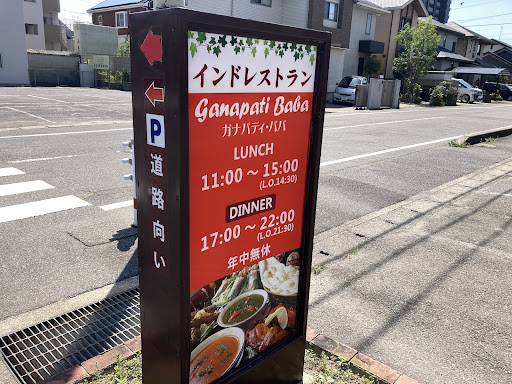 インドレストラン
Ganapati Baba
ガナパティ・ババ
LUNCH
11:00～15:00
(L.O.14:30)
DINNER
17:00～22:00
(L.O.21:30)
年中無休
P
道路向い